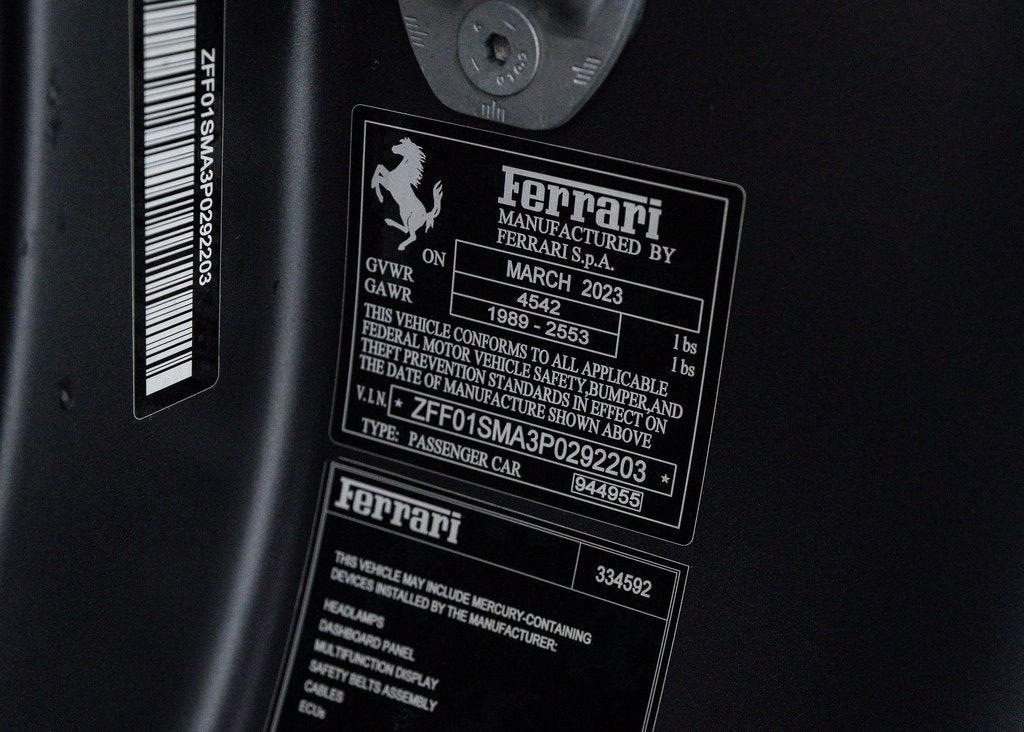 ZFF01SMA3P0292203
Ferrari
MANUFACTURED BY
FERRARI S.p.A.
ON MARCH 2023
GVWR 4542 lbs
GAWR 1989 - 2553 lbs
THIS VEHICLE CONFORMS TO ALL APPLICABLE
FEDERAL MOTOR VEHICLE SAFETY,BUMPER,AND
THEFT PREVENTION STANDARDS IN EFFECT ON
THE DATE OF MANUFACTURE SHOWN ABOVE
V.I.N. * ZFF01SMA3P0292203 *
TYPE: PASSENGER CAR 944955
Ferrari 334592
THIS VEHICLE MAY INCLUDE MERCURY-CONTAINING
DEVICES INSTALLED BY THE MANUFACTURER:
HEADLAMPS
DASHBOARD PANEL
MULTIFUNCTION DISPLAY
SAFETY BELTS ASSEMBLY
CABLES
ECUs